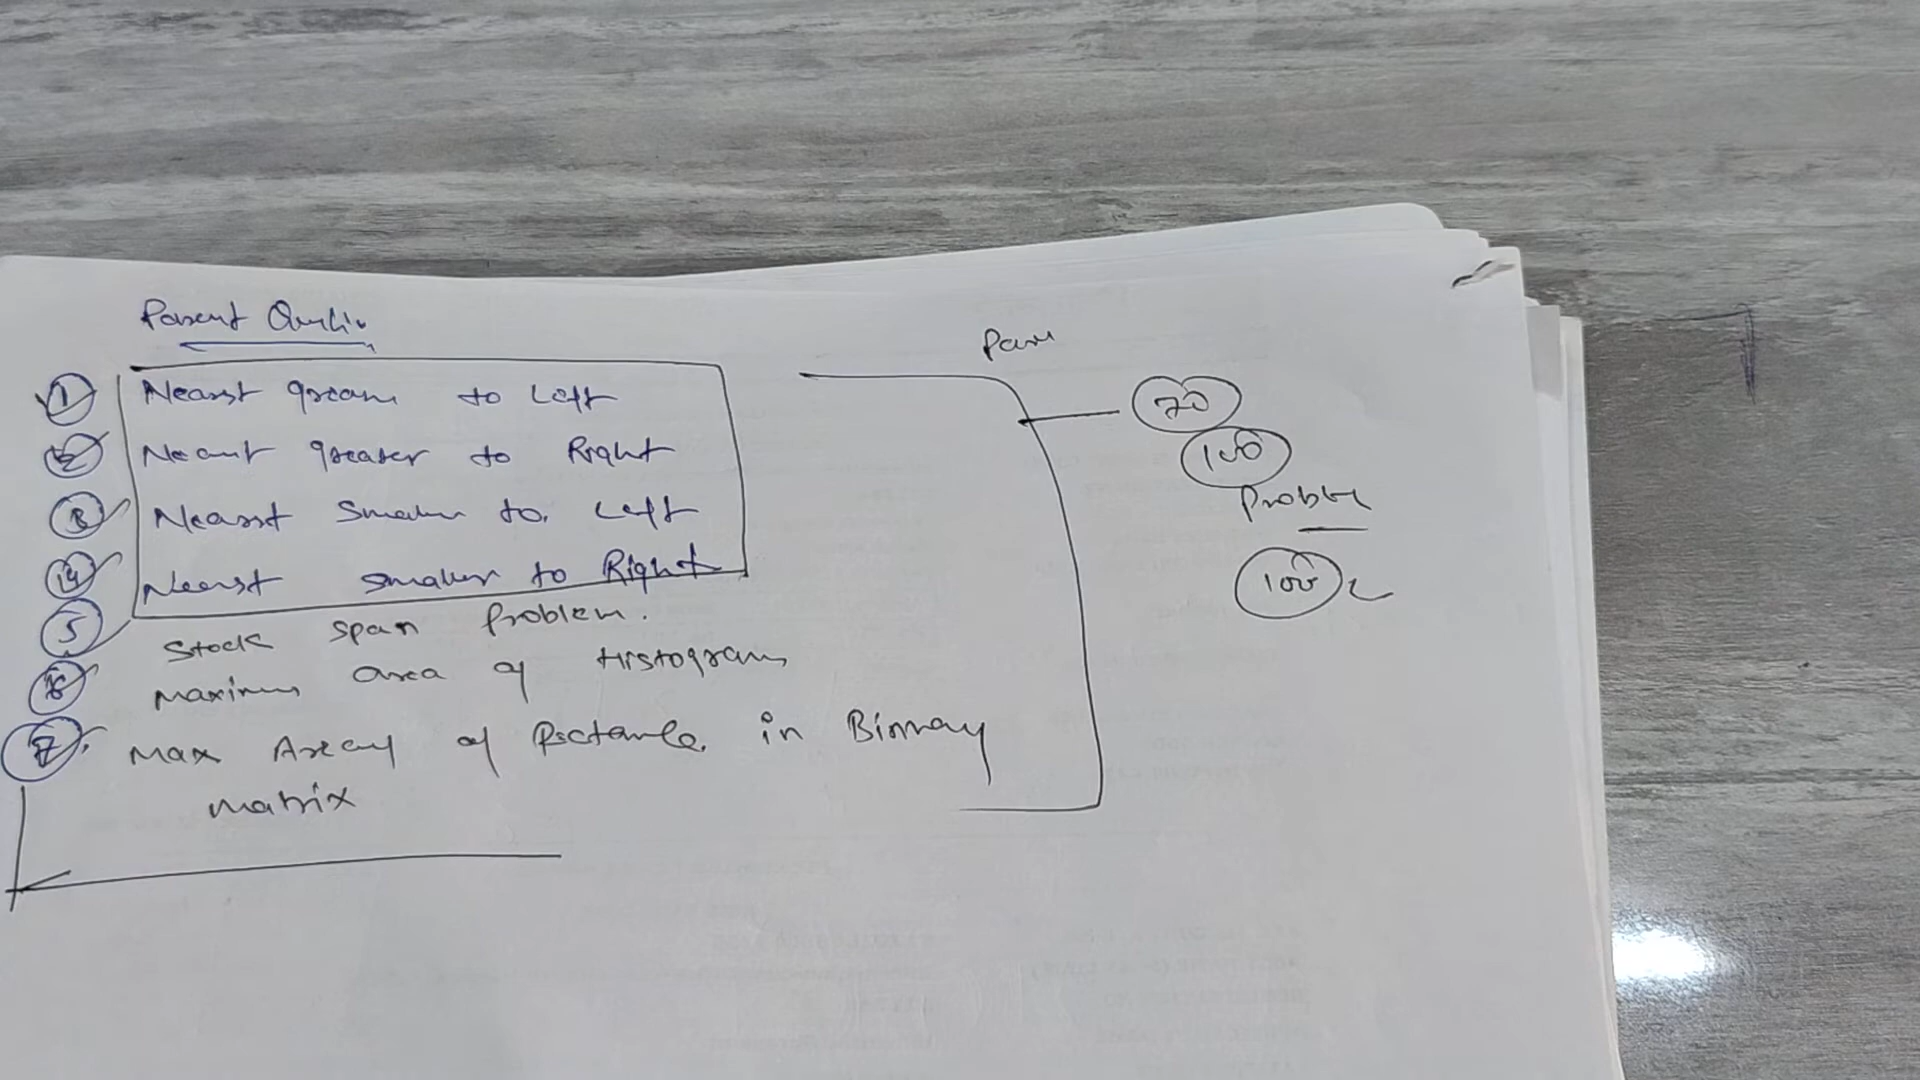 Parent Question
① Nearest greater to Left
② Nearest greater to Right
③ Nearest smaller to Left
④ Nearest smaller to Right
⑤ Stock span problem.
⑥ Maximum area of Histogram
⑦ Max Area of Rectangle in Binary
matrix
70
100
Problem
100